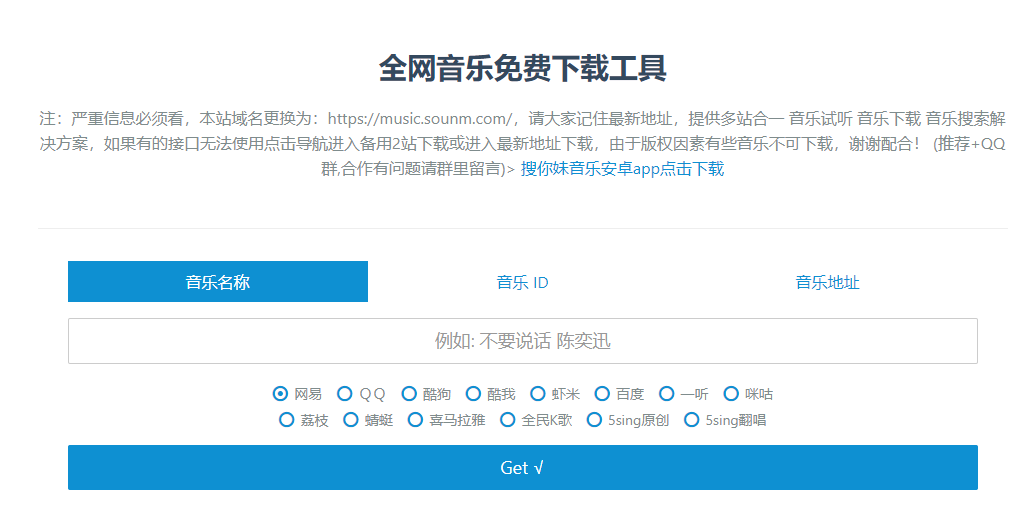 全网音乐免费下载工具
注：严重信息必须看，本站域名更换为：https://music.sounm.com/，请大家记住最新地址，提供多站合一 音乐试听 音乐下载 音乐搜索解
决方案，如果有的接口无法使用点击导航进入备用2站下载或进入最新地址下载，由于版权因素有些音乐不可下载，谢谢配合！ (推荐+QQ
群,合作有问题请群里留言)> 搜你妹音乐安卓app点击下载
音乐名称 音乐 ID 音乐地址
例如: 不要说话 陈奕迅
网易 QQ 酷狗 酷我 虾米 百度 一听 咪咕
荔枝 蜻蜓 喜马拉雅 全民K歌 5sing原创 5sing翻唱
Get √